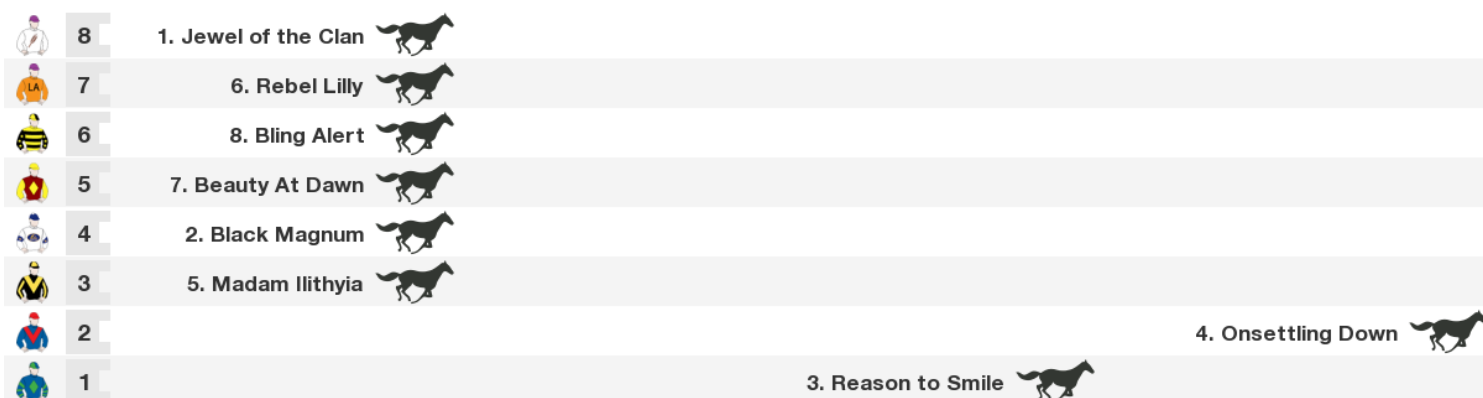 8 1. Jewel of the Clan
LA 7 6. Rebel Lilly
6 8. Bling Alert
5 7. Beauty At Dawn
4 2. Black Magnum
3 5. Madam Ilithyia
2 4. Onsettling Down
1 3. Reason to Smile